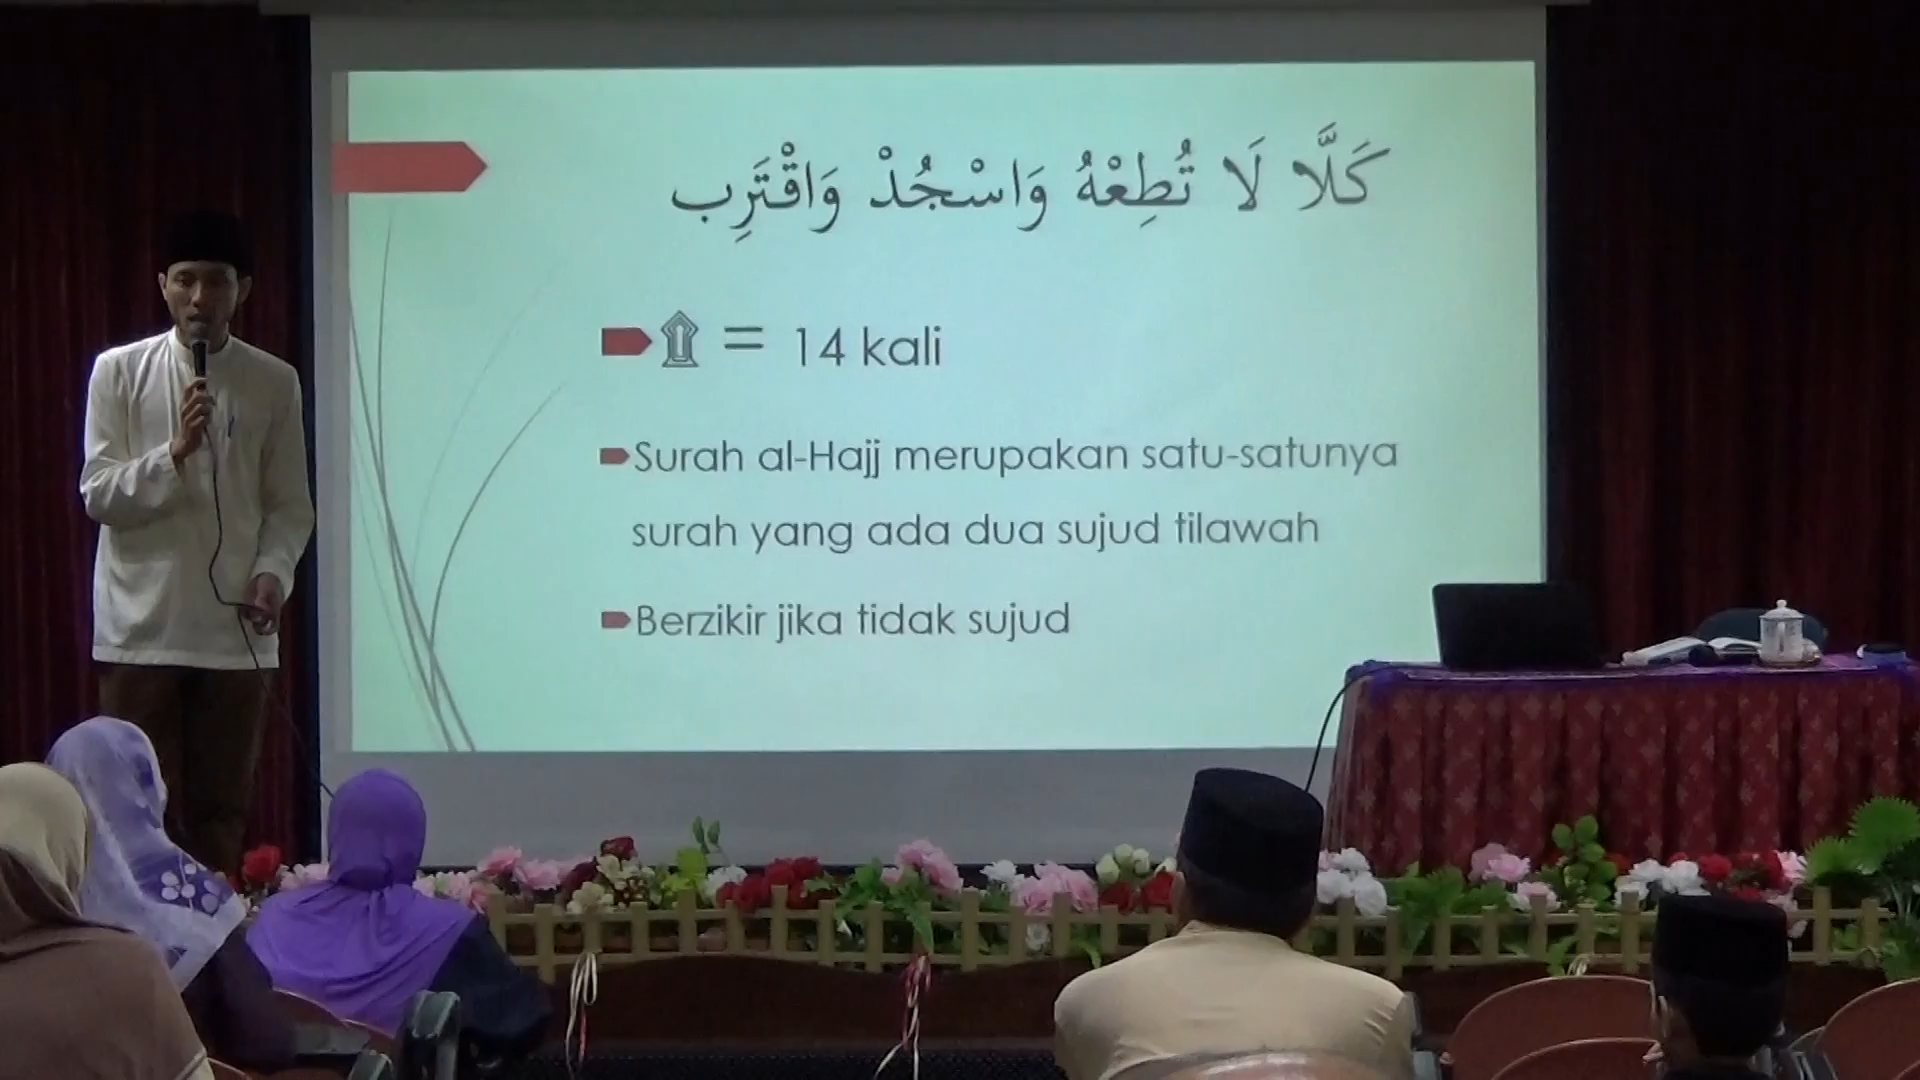 كَلَّا لَا تُطِعْهُ وَاسْجُدْ وَاقْتَرِب
۩ = 14 kali
Surah al-Hajj merupakan satu-satunya
surah yang ada dua sujud tilawah
Berzikir jika tidak sujud